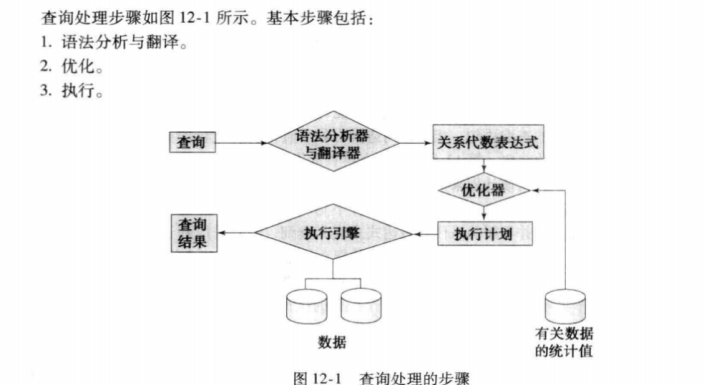 查询处理步骤如图12-1所示。基本步骤包括：
1. 语法分析与翻译。
2. 优化。
3. 执行。
查询
语法分析器
与翻译器
关系代数表达式
优化器
查询
结果
执行引擎
执行计划
数据
有关数据
的统计值
图12-1 查询处理的步骤